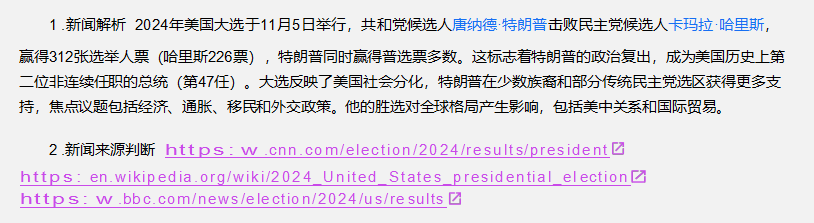 1 .新闻解析 2024年美国大选于11月5日举行，共和党候选人唐纳德·特朗普击败民主党候选人卡玛拉·哈里斯，
赢得312张选举人票（哈里斯226票），特朗普同时赢得普选票多数。这标志着特朗普的政治复出，成为美国历史上第
二位非连续任职的总统（第47任）。大选反映了美国社会分化，特朗普在少数族裔和部分传统民主党选区获得更多支
持，焦点议题包括经济、通胀、移民和外交政策。他的胜选对全球格局产生影响，包括美中关系和国际贸易。
2 .新闻来源判断 https: w .cnn.com/election/2024/results/president
https: en.wikipedia.org/wiki/2024_United_States_presidential_election
https: w .bbc.com/news/election/2024/us/results